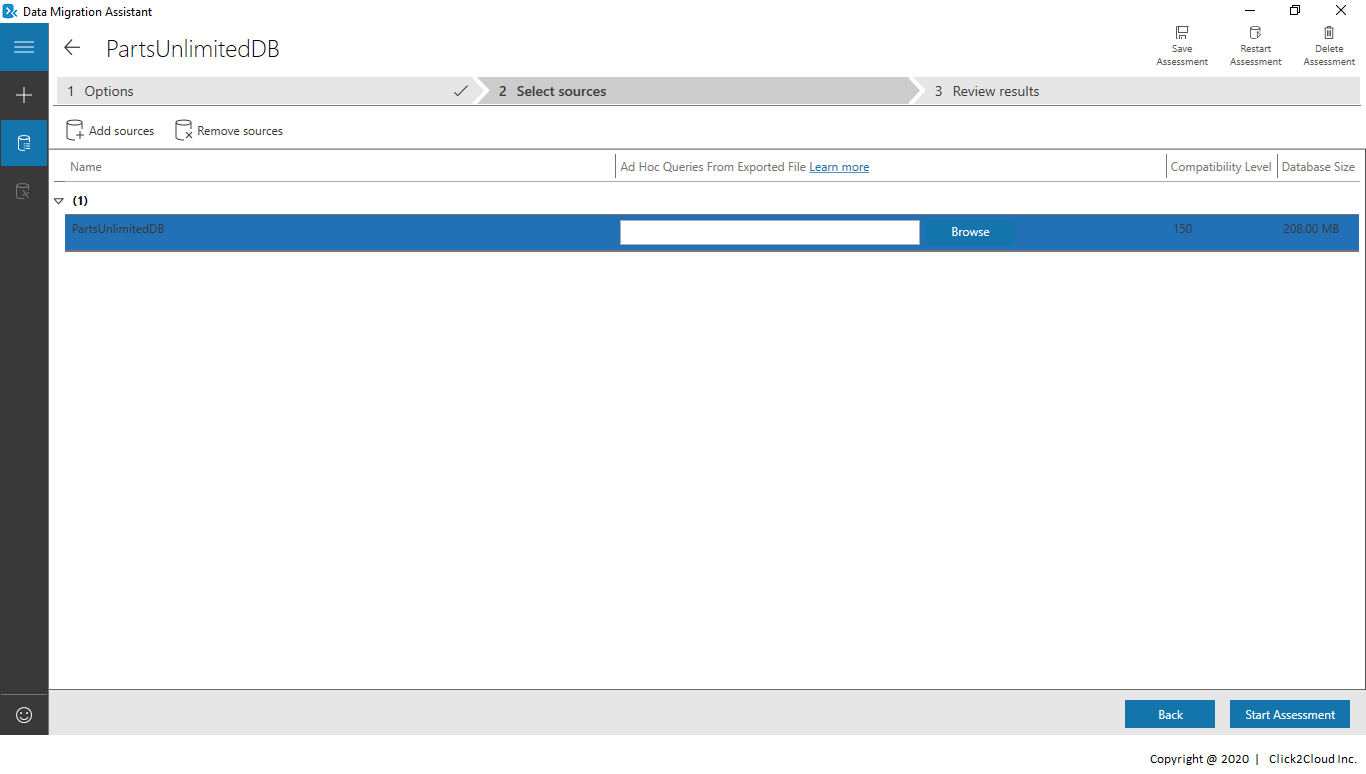 Data Migration Assistant
PartsUnlimitedDB
Save Assessment
Restart Assessment
Delete Assessment
1 Options
2 Select sources
3 Review results
Add sources
Remove sources
Name
Ad Hoc Queries From Exported File Learn more
Compatibility Level
Database Size
(1)
PartsUnlimitedDB
Browse
150
208.00 MB
Back
Start Assessment
Copyright @ 2020 | Click2Cloud Inc.